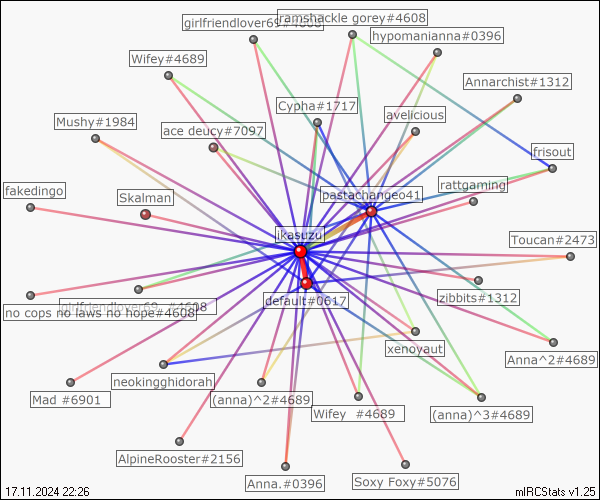 girlfriendlover69#4608
ramshackle gorey#4608
hypomanianna#0396
Wifey#4689
Annarchist#1312
Cypha#1717
avelicious
Mushy#1984
ace deucy#7097
frisout
fakedingo
Skalman
pastachangeo41
rattgaming
ikasuzu
Toucan#2473
default#0617
zibbits#1312
girlfriendlover69_#4608
no cops no laws no hope#4608
xenoyaut
Anna^2#4689
neokingghidorah
Mad #6901
(anna)^2#4689
Wifey #4689
(anna)^3#4689
AlpineRooster#2156
Anna.#0396
Soxy Foxy#5076
17.11.2024 22:26
mIRCStats v1.25